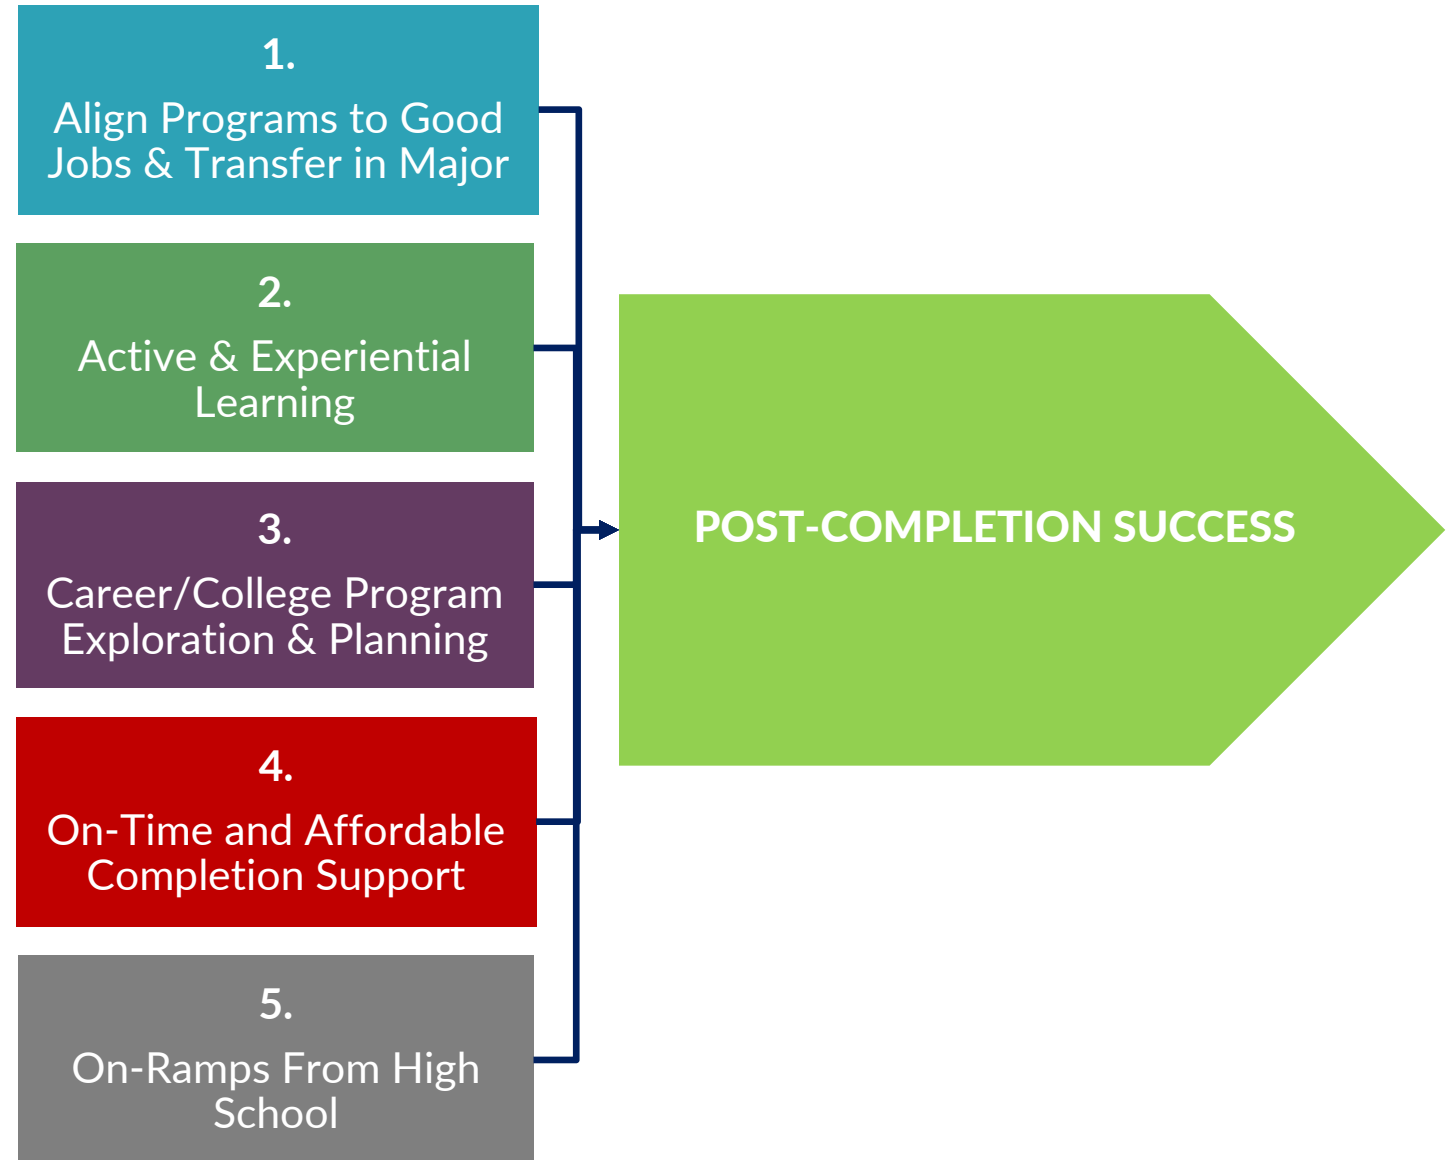 1.
Align Programs to Good
Jobs & Transfer in Major
2.
Active & Experiential
Learning
3.
Career/College Program
Exploration & Planning
4.
On-Time and Affordable
Completion Support
5.
On-Ramps From High
School
POST-COMPLETION SUCCESS